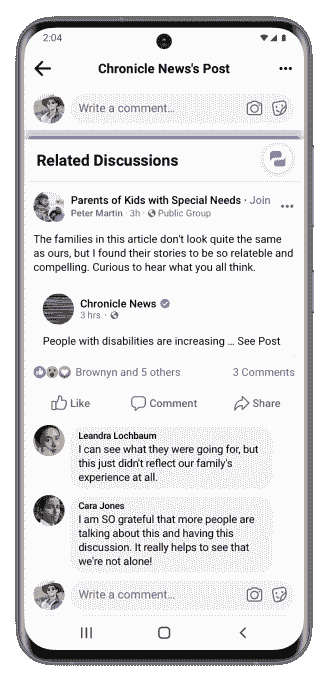 2:04
Chronicle News's Post
Write a comment...
Related Discussions
Parents of Kids with Special Needs · Join
Peter Martin · 3h · Public Group
The families in this article don't look quite the same
as ours, but I found their stories to be so relateble and
compelling. Curious to hear what you all think.
Chronicle News
3 hrs ·
People with disabilities are increasing ... See Post
Brownyn and 5 others 3 Comments
Like Comment Share
Leandra Lochbaum
I can see what they were going for, but
this just didn't reflect our family's
experience at all.
Cara Jones
I am SO grateful that more people are
talking about this and having this
discussion. It really helps to see that
we're not alone!
Write a comment...